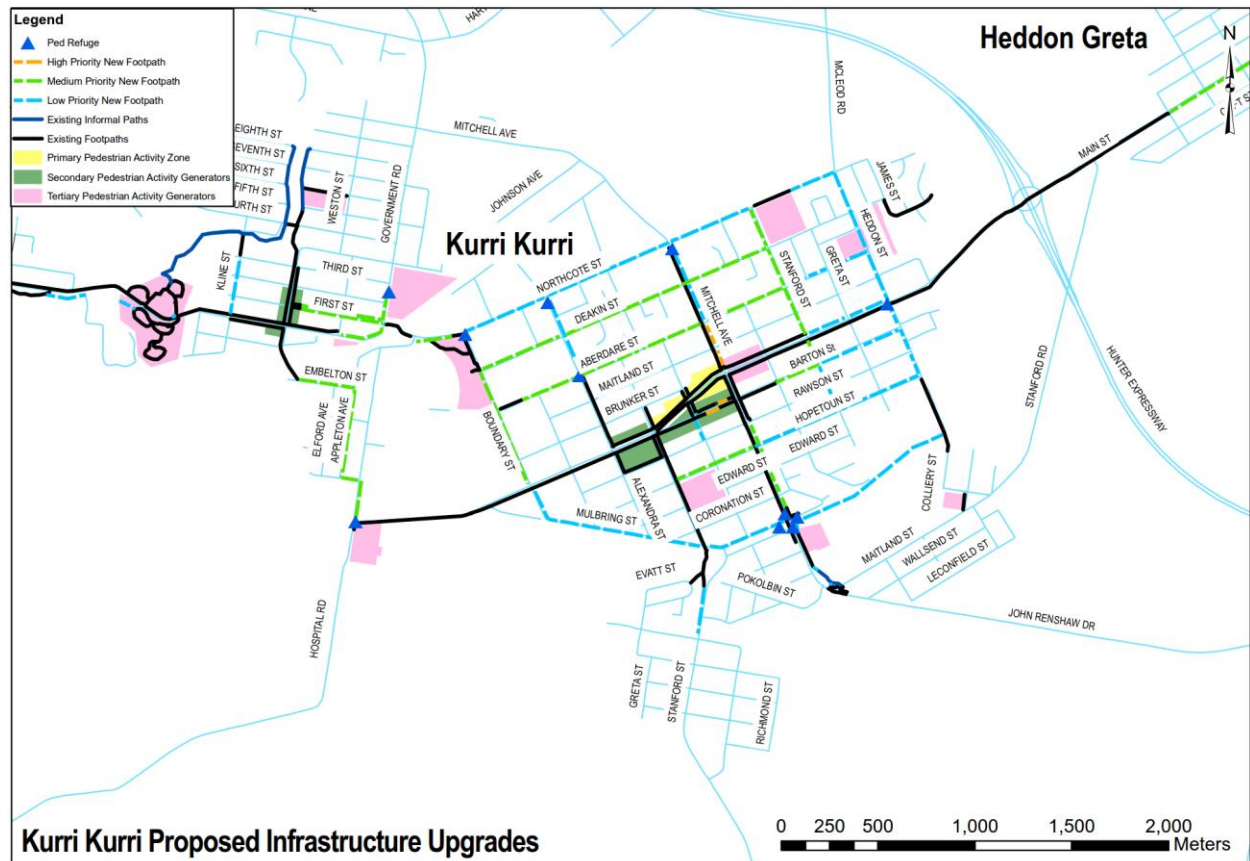 Legend
Ped Refuge
High Priority New Footpath
Medium Priority New Footpath
Low Priority New Footpath
Existing Informal Paths
Existing Footpaths
Primary Pedestrian Activity Zone
Secondary Pedestrian Activity Generators
Tertiary Pedestrian Activity Generators
Heddon Greta
N
MCLEOD RD
MAIN ST
MITCHELL AVE
EIGHTH ST
SEVENTH ST
SIXTH ST
FIFTH ST
URTH ST
WESTON ST
GOVERNMENT RD
JOHNSON AVE
JAMES ST
HEDDON ST
Kurri Kurri
KLINE ST
THIRD ST
FIRST ST
NORTHCOTE ST
DEAKIN ST
MITCHELL AVE
STANFORD ST
GRETA ST
ABERDARE ST
MAITLAND ST
BRUNKER ST
BARTON St
RAWSON ST
HOPETOUN ST
EDWARD ST
STANFORD RD
HUNTER EXPRESSWAY
EMBELTON ST
ELFORD AVE
APPLETON AVE
BOUNDARY ST
EDWARD ST
CORONATION ST
ALEXANDRA ST
MULBRING ST
COLLIERY ST
MAITLAND ST
WALLSEND ST
LECONFIELD ST
EVATT ST
POKOLBIN ST
JOHN RENSHAW DR
HOSPITAL RD
GRETA ST
STANFORD ST
RICHMOND ST
Kurri Kurri Proposed Infrastructure Upgrades
0 250 500 1,000 1,500 2,000
Meters